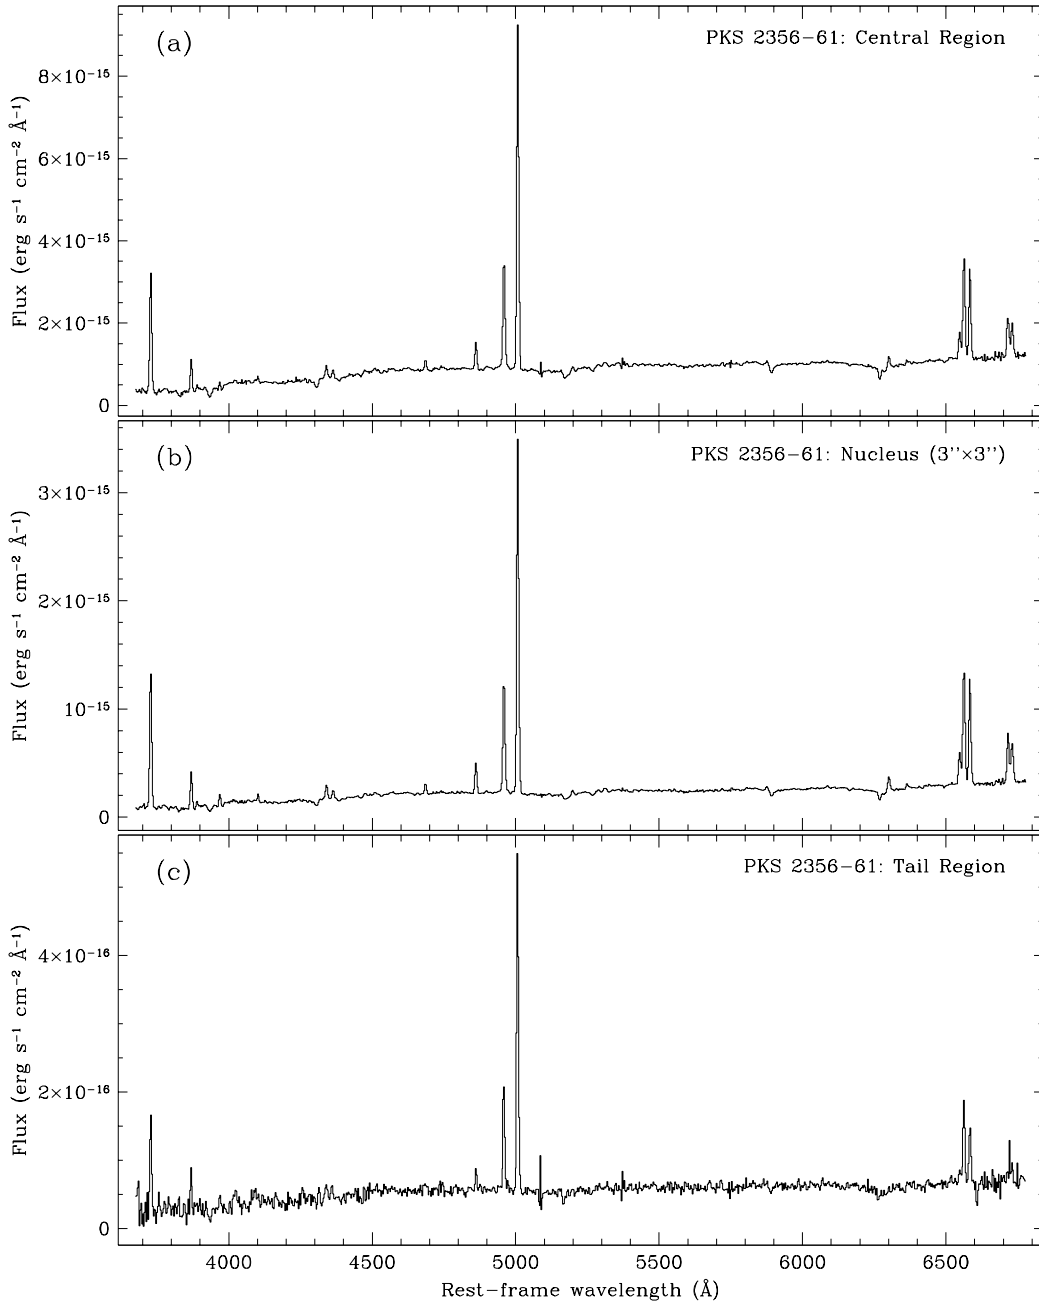 (a)
PKS 2356−61: Central Region
8×10⁻¹⁵
6×10⁻¹⁵
4×10⁻¹⁵
2×10⁻¹⁵
0
Flux (erg s⁻¹ cm⁻² Å⁻¹)
(b)
PKS 2356−61: Nucleus (3''×3'')
3×10⁻¹⁵
2×10⁻¹⁵
10⁻¹⁵
0
Flux (erg s⁻¹ cm⁻² Å⁻¹)
(c)
PKS 2356−61: Tail Region
4×10⁻¹⁶
2×10⁻¹⁶
0
Flux (erg s⁻¹ cm⁻² Å⁻¹)
4000 4500 5000 5500 6000 6500
Rest−frame wavelength (Å)